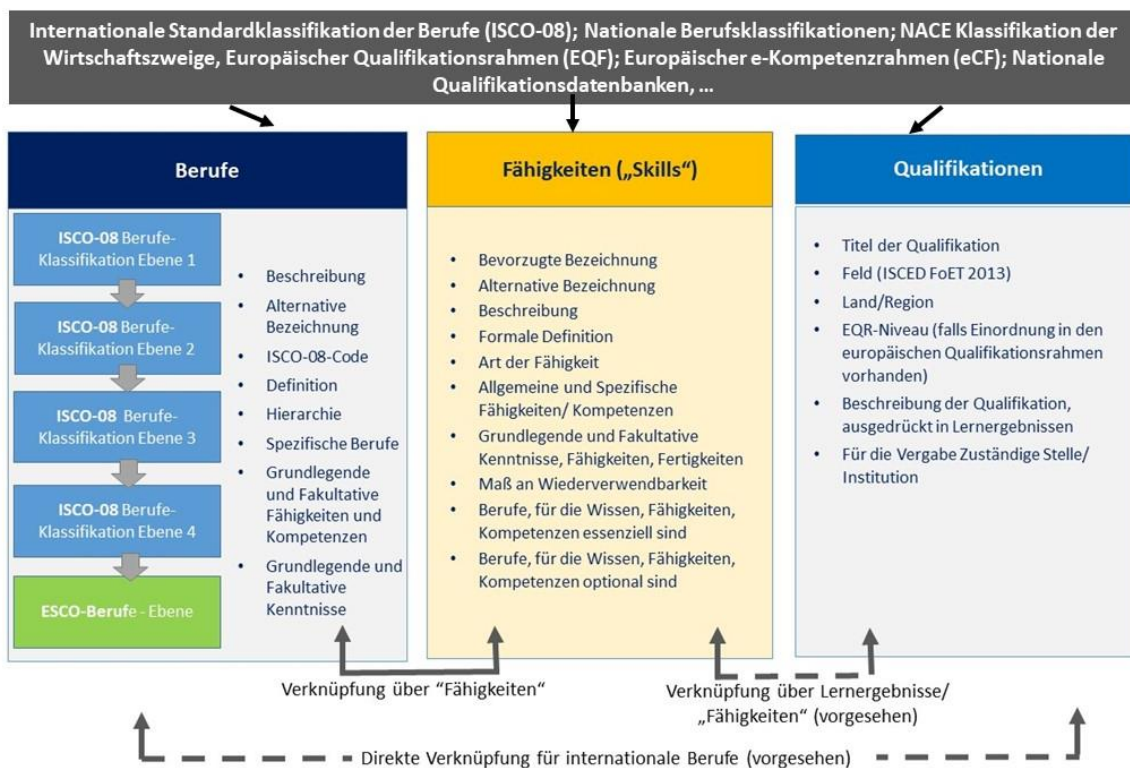 Internationale Standardklassifikation der Berufe (ISCO-08); Nationale Berufsklassifikationen; NACE Klassifikation der
Wirtschaftszweige, Europäischer Qualifikationsrahmen (EQF); Europäischer e-Kompetenzrahmen (eCF); Nationale
Qualifikationsdatenbanken, ...
Berufe
ISCO-08 Berufe-
Klassifikation Ebene 1
ISCO-08 Berufe-
Klassifikation Ebene 2
ISCO-08 Berufe-
Klassifikation Ebene 3
ISCO-08 Berufe-
Klassifikation Ebene 4
ESCO-Berufe - Ebene
• Beschreibung
• Alternative
Bezeichnung
• ISCO-08-Code
• Definition
• Hierarchie
• Spezifische Berufe
• Grundlegende
und Fakultative
Fähigkeiten und
Kompetenzen
• Grundlegende und
Fakultative
Kenntnisse
Fähigkeiten („Skills“)
• Bevorzugte Bezeichnung
• Alternative Bezeichnung
• Beschreibung
• Formale Definition
• Art der Fähigkeit
• Allgemeine und Spezifische
Fähigkeiten/ Kompetenzen
• Grundlegende und Fakultative
Kenntnisse, Fähigkeiten, Fertigkeiten
• Maß an Wiederverwendbarkeit
• Berufe, für die Wissen, Fähigkeiten,
Kompetenzen essenziell sind
• Berufe, für die Wissen, Fähigkeiten,
Kompetenzen optional sind
Qualifikationen
• Titel der Qualifikation
• Feld (ISCED FoET 2013)
• Land/Region
• EQR-Niveau (falls Einordnung in den
europäischen Qualifikationsrahmen
vorhanden)
• Beschreibung der Qualifikation,
ausgedrückt in Lernergebnissen
• Für die Vergabe Zuständige Stelle/
Institution
Verknüpfung über “Fähigkeiten“
Verknüpfung über Lernergebnisse/
„Fähigkeiten“ (vorgesehen)
Direkte Verknüpfung für internationale Berufe (vorgesehen)